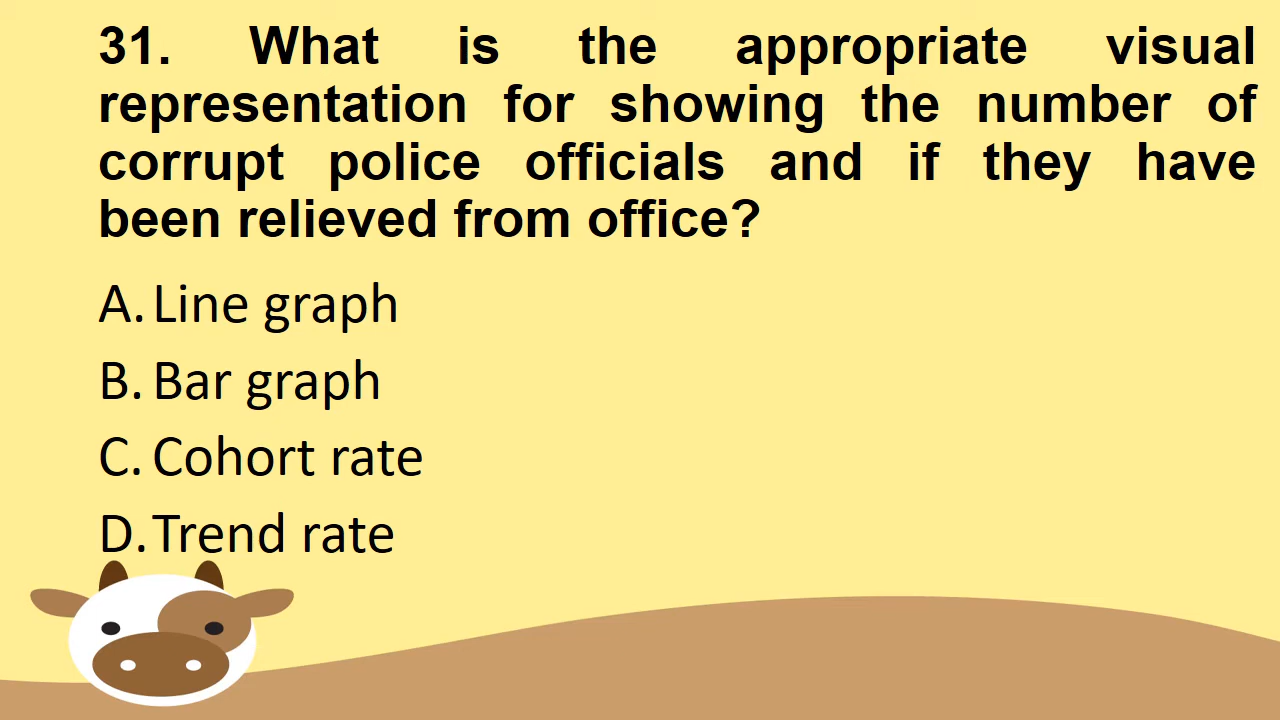 31. What is the appropriate visual
representation for showing the number of
corrupt police officials and if they have
been relieved from office?
A. Line graph
B. Bar graph
C. Cohort rate
D. Trend rate